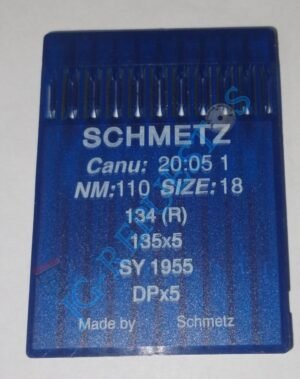 SCHMETZ
Canu: 20:05 1
NM:110 SIZE:18
134 (R)
135x5
SY 1955
DPx5
Made by Schmetz